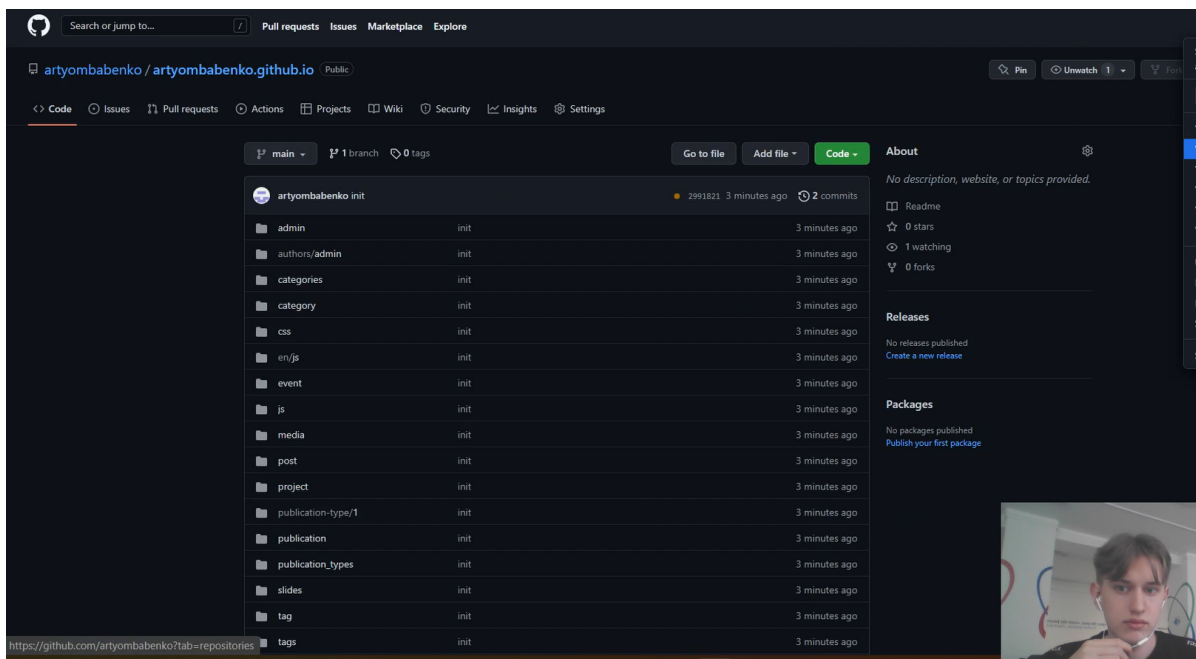 Search or jump to... / Pull requests Issues Marketplace Explore
artyombabenko / artyombabenko.github.io Public Pin Unwatch 1 Fork
Code Issues Pull requests Actions Projects Wiki Security Insights Settings
main 1 branch 0 tags Go to file Add file Code About
No description, website, or topics provided.
artyombabenko init 2991821 3 minutes ago 2 commits
Readme
admin init 3 minutes ago
0 stars
authors/admin init 3 minutes ago
1 watching
0 forks
categories init 3 minutes ago
category init 3 minutes ago
Releases
css init 3 minutes ago
No releases published
Create a new release
en/js init 3 minutes ago
event init 3 minutes ago
Packages
js init 3 minutes ago
No packages published
media init 3 minutes ago
Publish your first package
post init 3 minutes ago
project init 3 minutes ago
publication-type/1 init 3 minutes ago
publication init 3 minutes ago
publication_types init 3 minutes ago
slides init 3 minutes ago
tag init 3 minutes ago
tags init 3 minutes ago
https://github.com/artyombabenko?tab=repositories